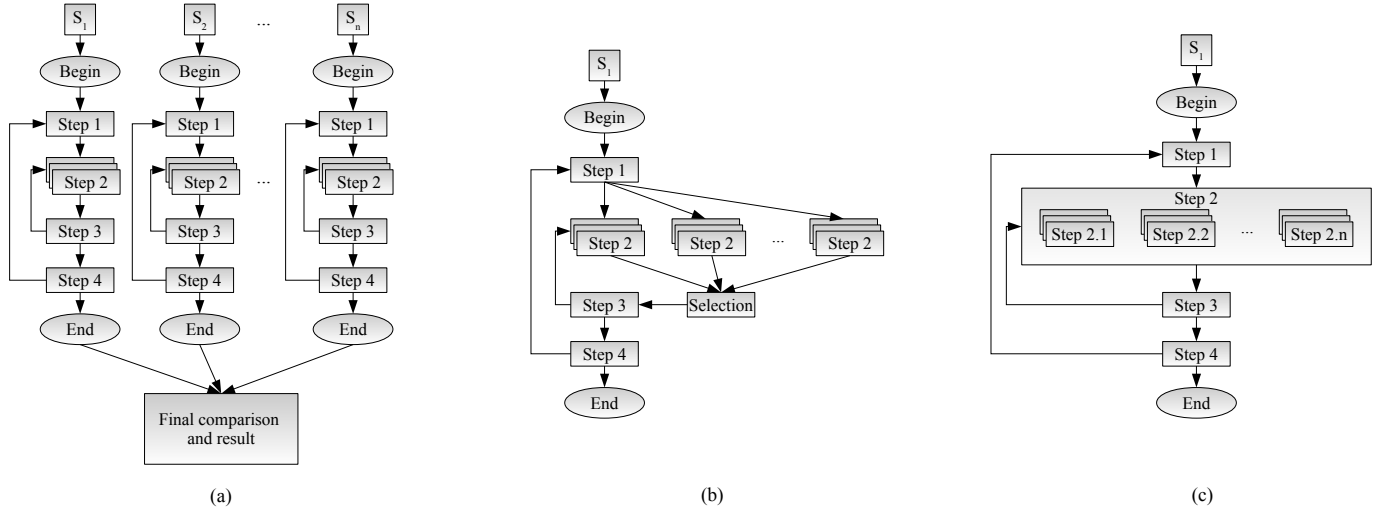 S1 S2 ... Sn
Begin Begin Begin
Step 1 Step 1 Step 1
Step 2 Step 2 ... Step 2
Step 3 Step 3 Step 3
Step 4 Step 4 Step 4
End End End
Final comparison
and result
(a)
S1
Begin
Step 1
Step 2 Step 2 ... Step 2
Step 3 Selection
Step 4
End
(b)
S1
Begin
Step 1
Step 2
Step 2.1 Step 2.2 ... Step 2.n
Step 3
Step 4
End
(c)